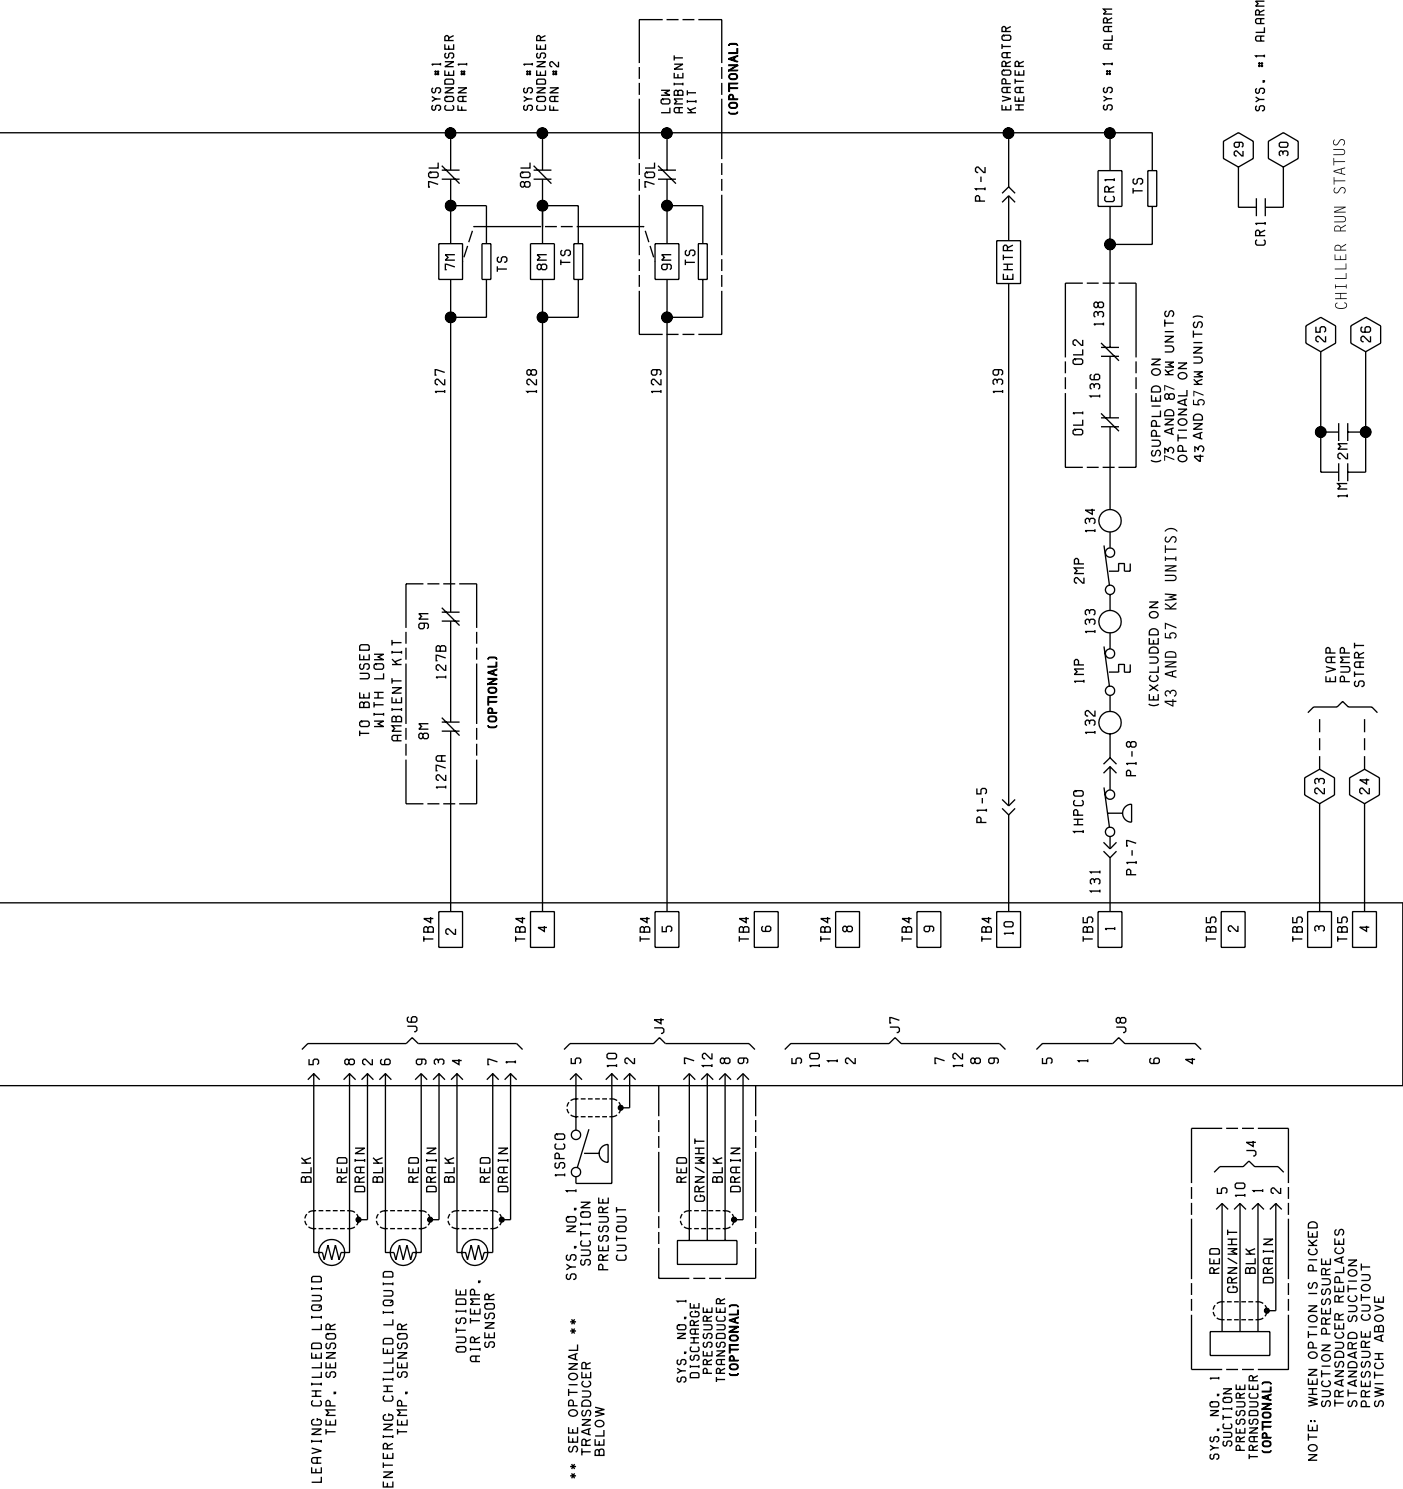 SYS #1
CONDENSER
FAN #1
SYS #1
CONDENSER
FAN #2
LOW
AMBIENT
KIT
(OPTIONAL)
EVAPORATOR
HEATER
SYS #1 ALARM
SYS. #1 ALARM
7OL
8OL
7OL
P1-2
CR1
TS
29
30
CR1
7M
TS
8M
TS
9M
TS
EHTR
CHILLER RUN STATUS
25
26
1M
2M
127
128
129
139
138
OL2
136
OL1
(SUPPLIED ON
73 AND 87 KW UNITS
OPTIONAL ON
43 AND 57 KW UNITS)
134
2MP
133
1MP
132
(EXCLUDED ON
43 AND 57 KW UNITS)
TO BE USED
WITH LOW
AMBIENT KIT
9M
127B
8M
127A
(OPTIONAL)
P1-5
P1-8
1HPCO
P1-7
131
EVAP
PUMP
START
23
24
TB4
2
TB4
4
TB4
5
TB4
6
TB4
8
TB4
9
TB4
10
TB5
1
TB5
2
TB5
3
TB5
4
J6
5
8
2
6
9
3
4
7
1
J4
5
10
2
7
12
8
9
J7
5
10
1
2
7
12
8
9
J8
5
1
6
4
BLK
RED
DRAIN
BLK
RED
DRAIN
BLK
RED
DRAIN
LEAVING CHILLED LIQUID
TEMP. SENSOR
ENTERING CHILLED LIQUID
TEMP. SENSOR
OUTSIDE
AIR TEMP.
SENSOR
1SPCO
SYS. NO. 1
SUCTION
PRESSURE
CUTOUT
** SEE OPTIONAL **
TRANSDUCER
BELOW
RED
GRN/WHT
BLK
DRAIN
SYS. NO. 1
DISCHARGE
PRESSURE
TRANSDUCER
(OPTIONAL)
J4
5
10
1
2
RED
GRN/WHT
BLK
DRAIN
SYS. NO. 1
SUCTION
PRESSURE
TRANSDUCER
(OPTIONAL)
NOTE: WHEN OPTION IS PICKED
SUCTION PRESSURE
TRANSDUCER REPLACES
STANDARD SUCTION
PRESSURE CUTOUT
SWITCH ABOVE